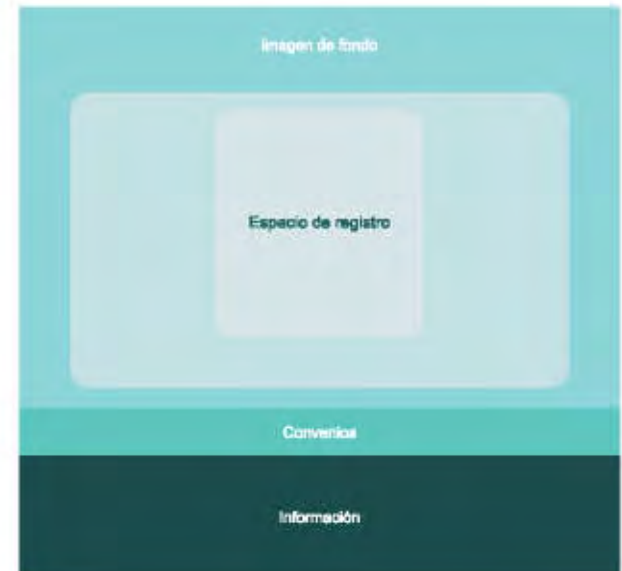 Imagen de fondo
Espacio de registro
Convenios
Información